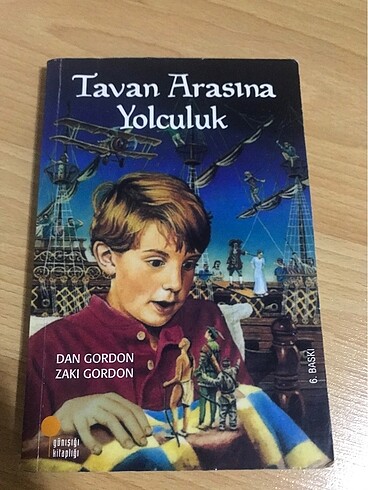 Tavan Arasına
Yolculuk
DAN GORDON
ZAKI GORDON
6. BASKI
günışığı
kitaplığı